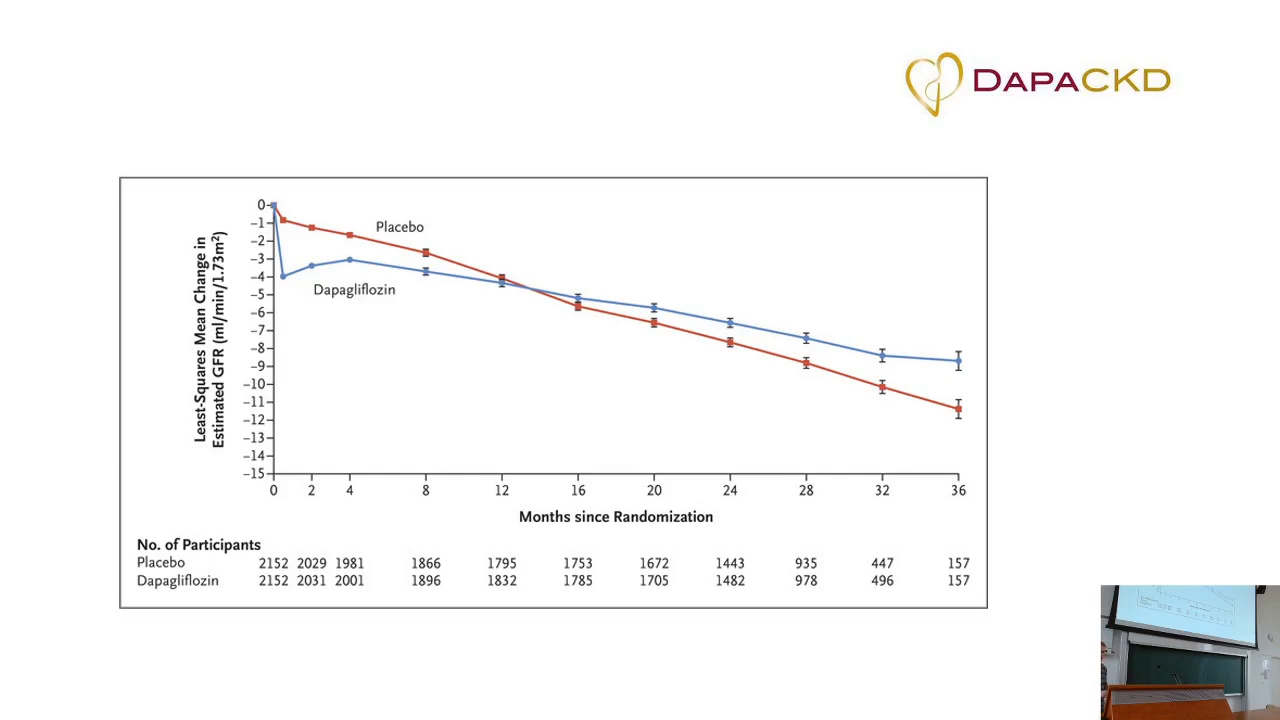 DAPACKD
0
-1
-2
-3
-4
-5
-6
-7
-8
-9
-10
-11
-12
-13
-14
-15
Least-Squares Mean Change in
Estimated GFR (ml/min/1.73m²)
Placebo
Dapagliflozin
0 2 4 8 12 16 20 24 28 32 36
Months since Randomization
No. of Participants
Placebo 2152 2029 1981 1866 1795 1753 1672 1443 935 447 157
Dapagliflozin 2152 2031 2001 1896 1832 1785 1705 1482 978 496 157